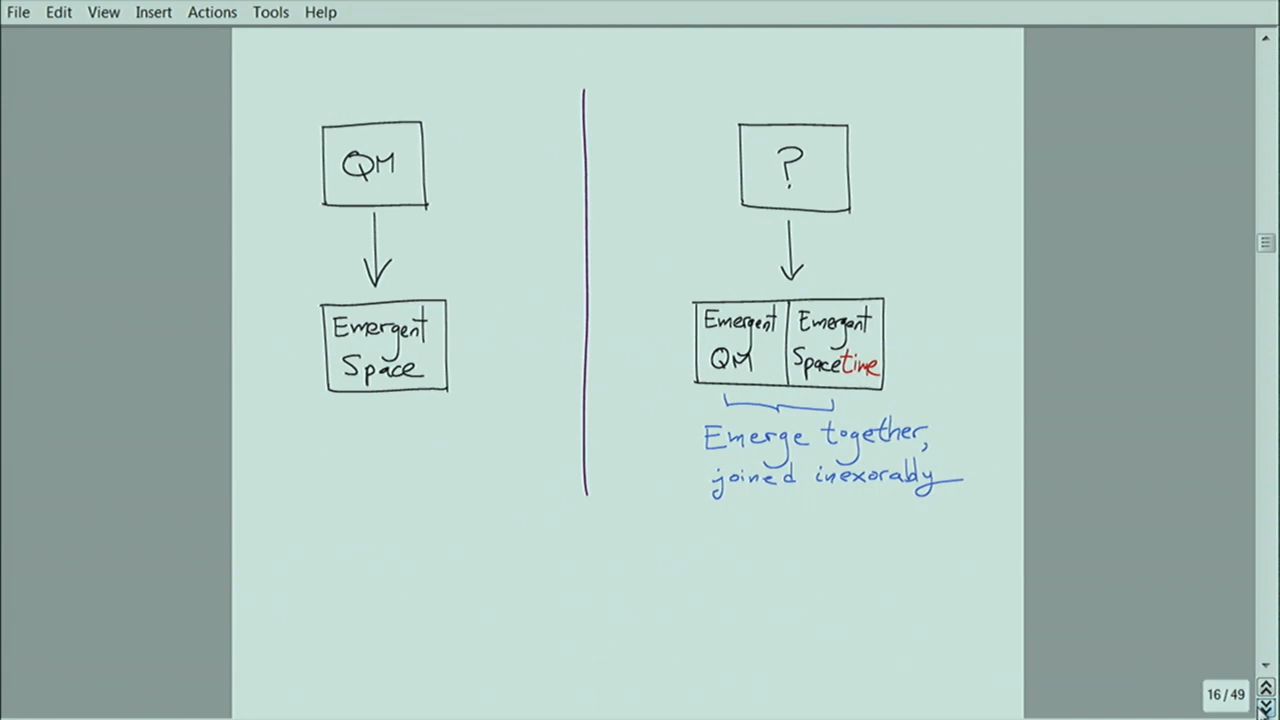 File Edit View Insert Actions Tools Help
QM
Emergent
Space
?
Emergent
QM
Emergent
Spacetime
Emerge together,
joined inexorably
16 / 49